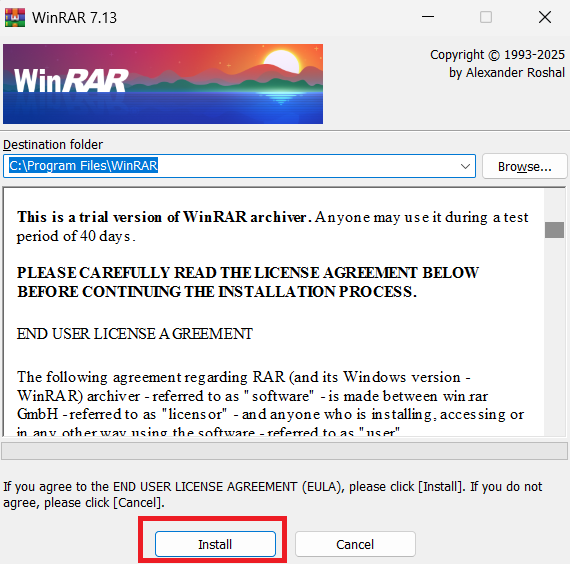 WinRAR 7.13
WinRAR
Copyright © 1993-2025
by Alexander Roshal
Destination folder
C:\Program Files\WinRAR
Browse...
This is a trial version of WinRAR archiver. Anyone may use it during a test
period of 40 days.
PLEASE CAREFULLY READ THE LICENSE AGREEMENT BELOW
BEFORE CONTINUING THE INSTALLATION PROCESS.
END USER LICENSE AGREEMENT
The following agreement regarding RAR (and its Windows version -
WinRAR) archiver - referred to as "software" - is made between win.rar
GmbH - referred to as "licensor" - and anyone who is installing, accessing or
in any other way using the software - referred to as "user".
If you agree to the END USER LICENSE AGREEMENT (EULA), please click [Install]. If you do not
agree, please click [Cancel].
Install
Cancel